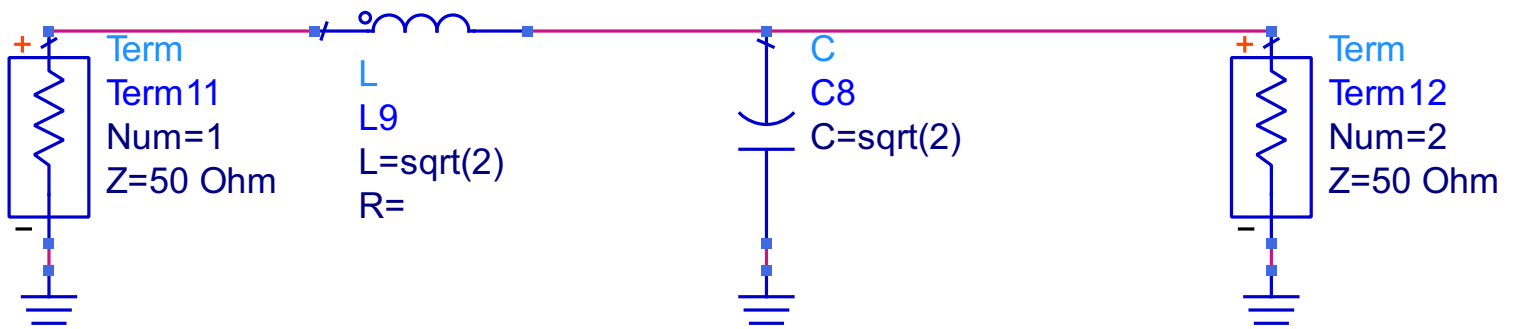 +
Term
Term11
Num=1
Z=50 Ohm
−
L
L9
L=sqrt(2)
R=
C
C8
C=sqrt(2)
+
Term
Term12
Num=2
Z=50 Ohm
−